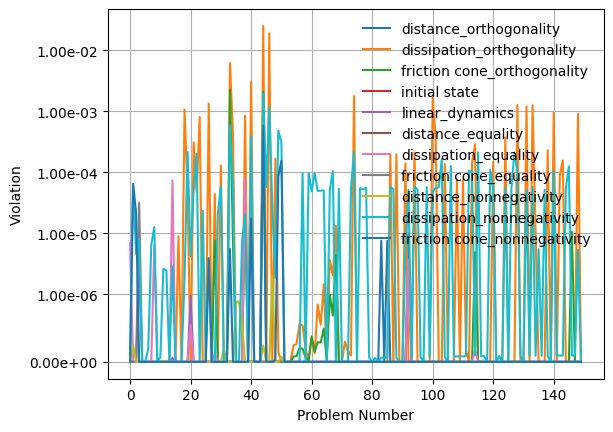 1.00e−02
1.00e−03
1.00e−04
1.00e−05
1.00e−06
0.00e+00
Violation
distance_orthogonality
dissipation_orthogonality
friction cone_orthogonality
initial state
linear_dynamics
distance_equality
dissipation_equality
friction cone_equality
distance_nonnegativity
dissipation_nonnegativity
friction cone_nonnegativity
0 20 40 60 80 100 120 140
Problem Number